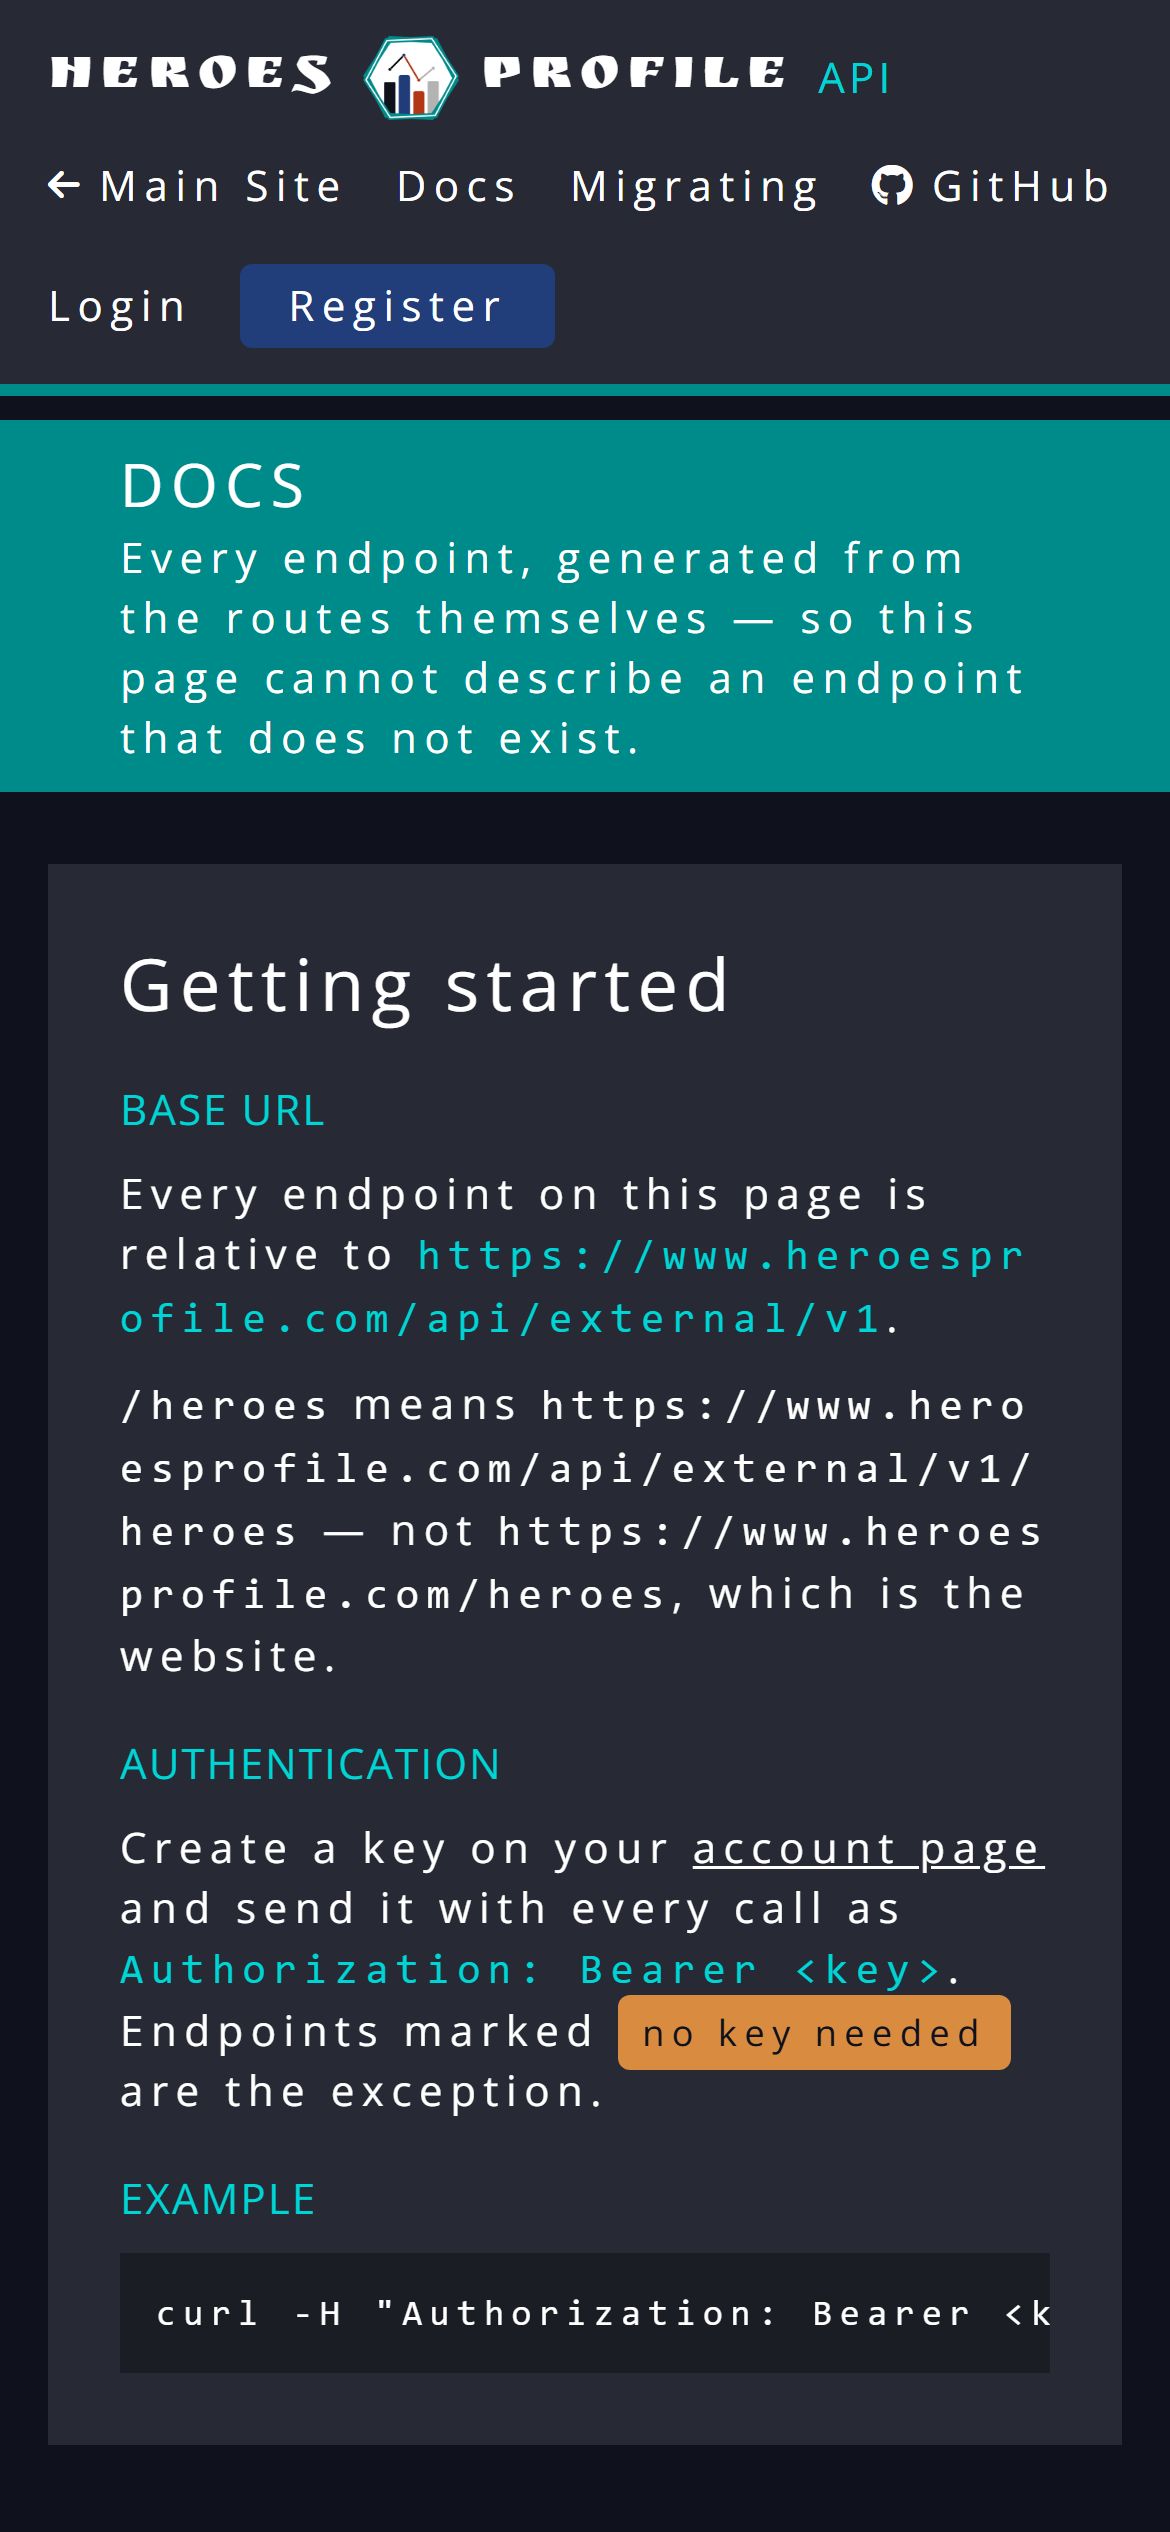 HEROES PROFILE API
← Main Site Docs Migrating GitHub
Login Register
DOCS
Every endpoint, generated from
the routes themselves — so this
page cannot describe an endpoint
that does not exist.
Getting started
BASE URL
Every endpoint on this page is
relative to https://www.heroespr
ofile.com/api/external/v1.
/heroes means https://www.hero
esprofile.com/api/external/v1/
heroes — not https://www.heroes
profile.com/heroes, which is the
website.
AUTHENTICATION
Create a key on your account page
and send it with every call as
Authorization: Bearer <key>.
Endpoints marked no key needed
are the exception.
EXAMPLE
curl -H "Authorization: Bearer <k